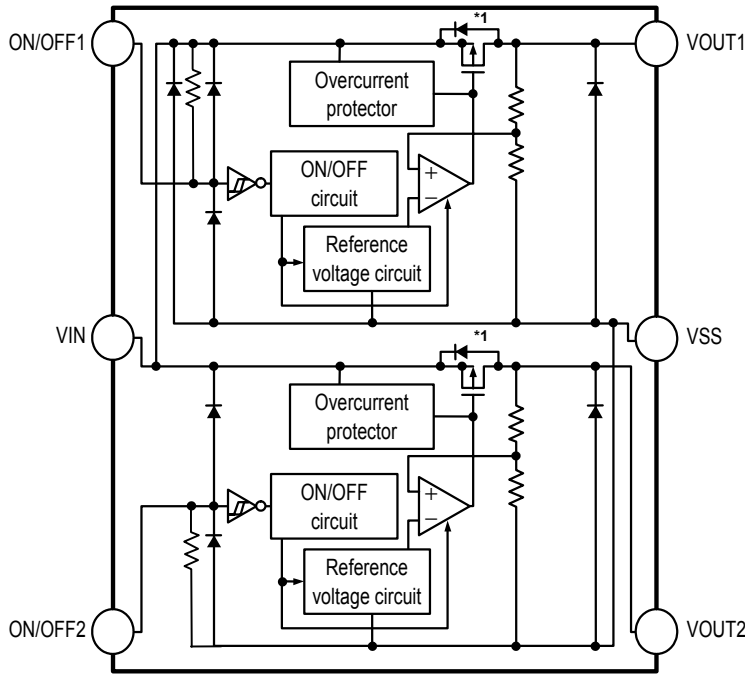 ON/OFF1
*1
VOUT1
Overcurrent
protector
ON/OFF
circuit
+
−
Reference
voltage circuit
VIN
VSS
*1
Overcurrent
protector
ON/OFF
circuit
+
−
Reference
voltage circuit
ON/OFF2
VOUT2